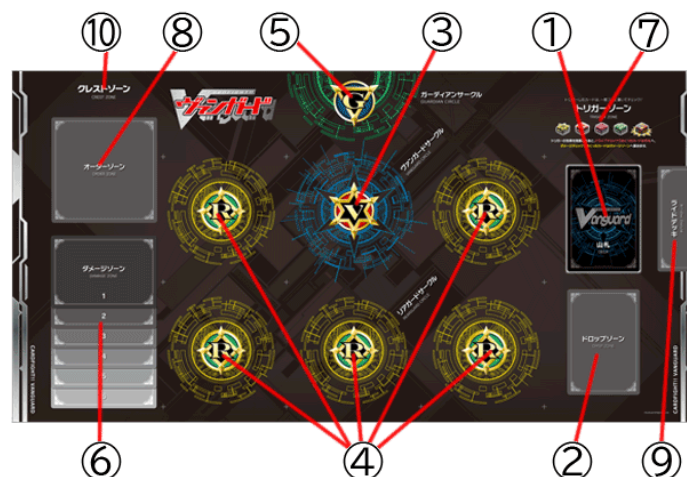 ⑩ ⑧ ⑤ ③ ① ⑦
クレストゾーン
CREST ZONE
ヴァンガード
Vanguard
G
ガーディアンサークル
GUARDIAN CIRCLE
トリガーゾーン
オーダーゾーン
ORDER ZONE
ヴァンガードサークル
VANGUARD CIRCLE
R
V
R
Vanguard
山札
DECK
ライドデッキ
ダメージゾーン
DAMAGE ZONE
1
2
3
4
5
6
リアガードサークル
REARGUARD CIRCLE
R
R
R
ドロップゾーン
DROP ZONE
CARDFIGHT!! VANGUARD
CARDFIGHT!! VANGUARD
⑥ ④ ② ⑨